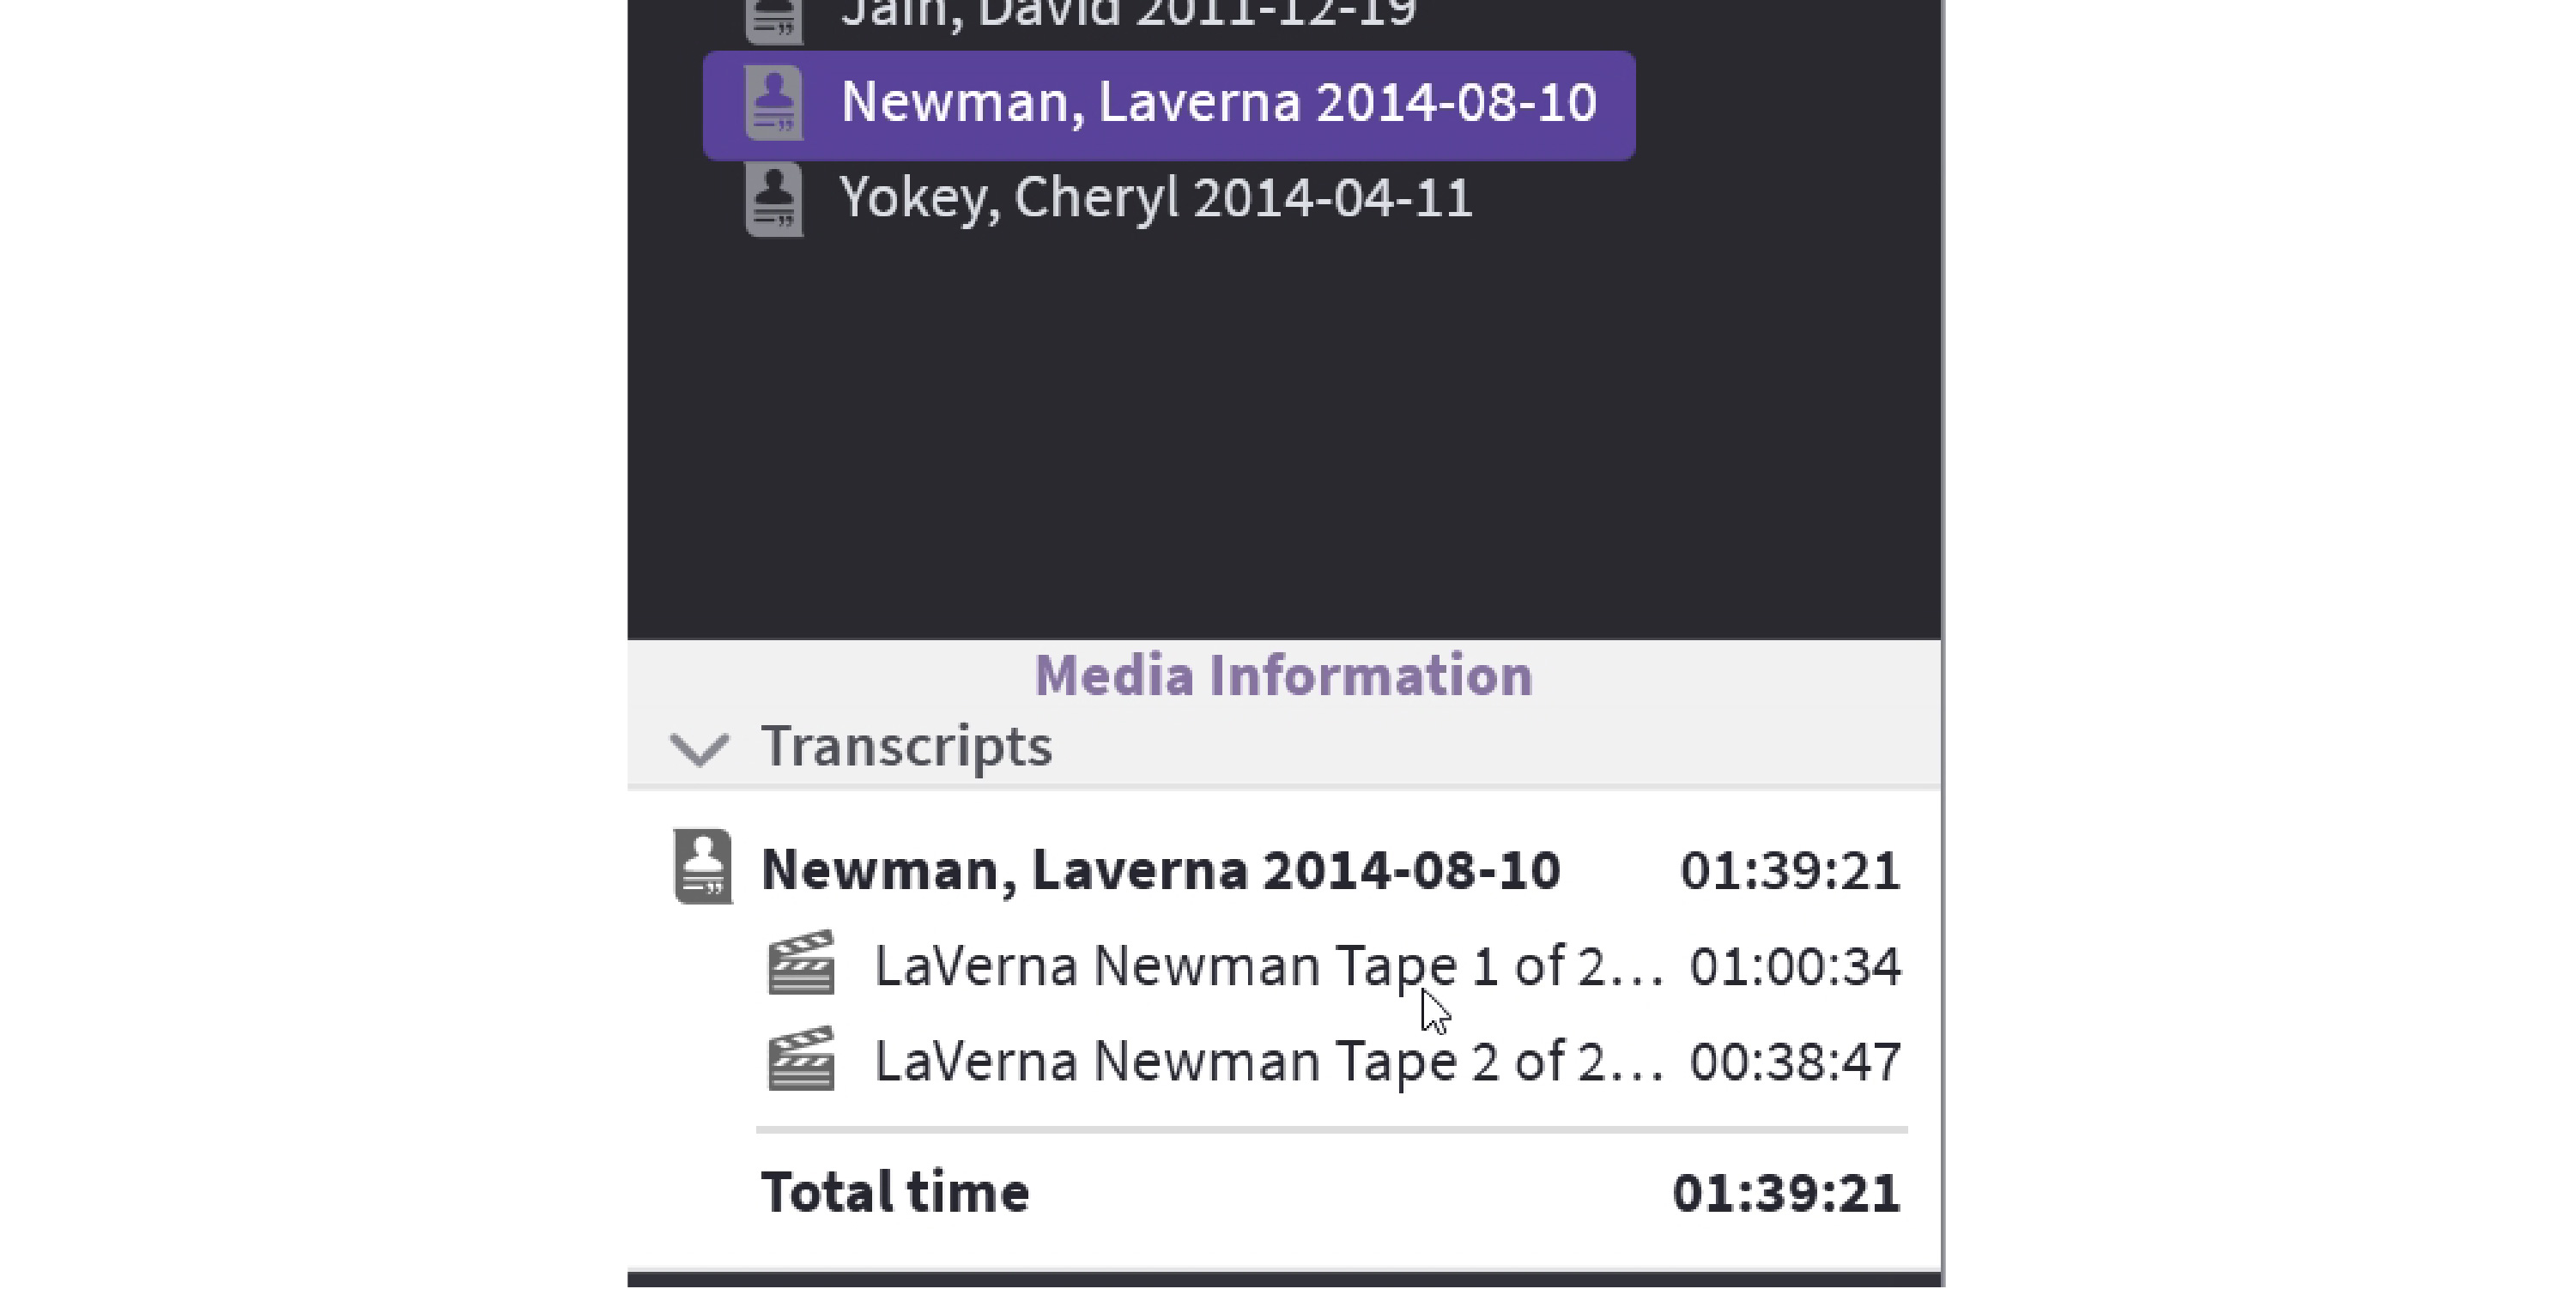 Jain, David 2011-12-19
Newman, Laverna 2014-08-10
Yokey, Cheryl 2014-04-11
Media Information
Transcripts
Newman, Laverna 2014-08-10 01:39:21
LaVerna Newman Tape 1 of 2... 01:00:34
LaVerna Newman Tape 2 of 2... 00:38:47
Total time 01:39:21